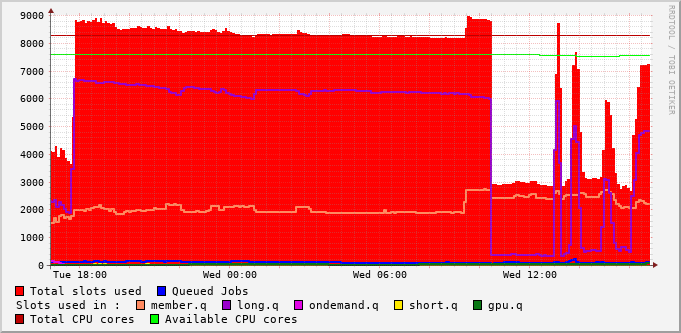 9000
8000
7000
6000
5000
4000
3000
2000
1000
0
Tue 18:00 Wed 00:00 Wed 06:00 Wed 12:00
RRDTOOL / TOBI OETIKER
Total slots used Queued Jobs
Slots used in : member.q long.q ondemand.q short.q gpu.q
Total CPU cores Available CPU cores